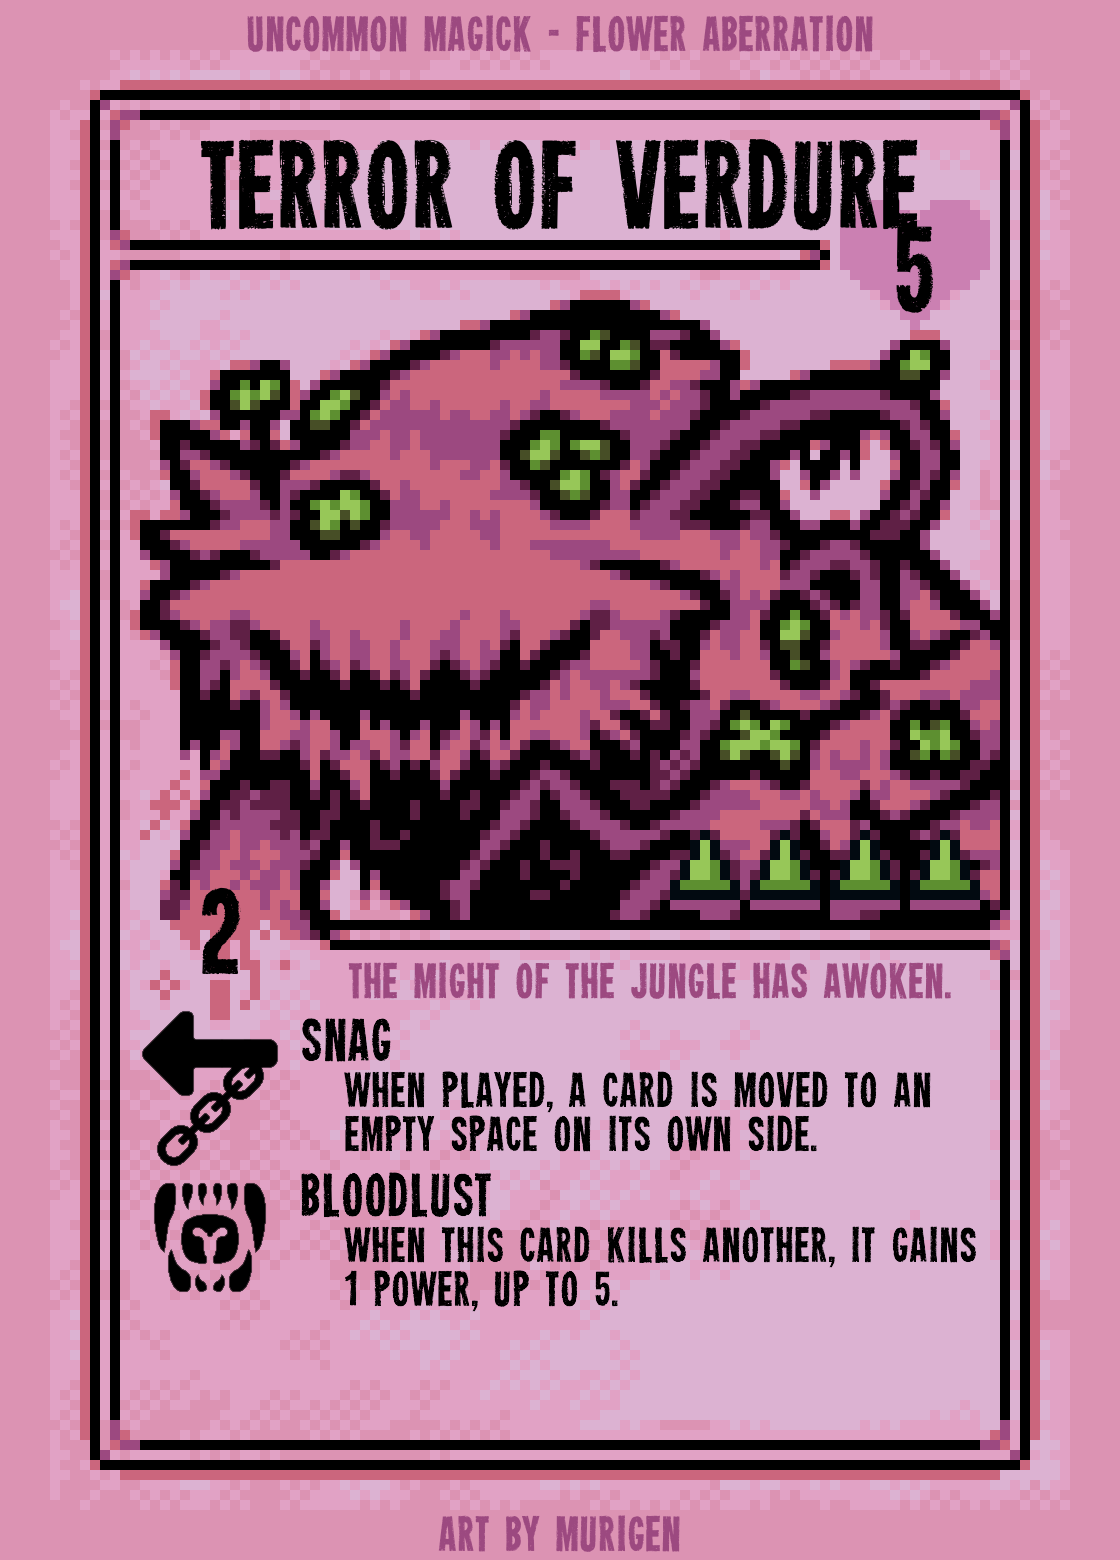 UNCOMMON MAGICK - FLOWER ABERRATION
TERROR OF VERDURE
5
2
THE MIGHT OF THE JUNGLE HAS AWOKEN.
SNAG
WHEN PLAYED, A CARD IS MOVED TO AN
EMPTY SPACE ON ITS OWN SIDE.
BLOODLUST
WHEN THIS CARD KILLS ANOTHER, IT GAINS
1 POWER, UP TO 5.
ART BY MURIGEN